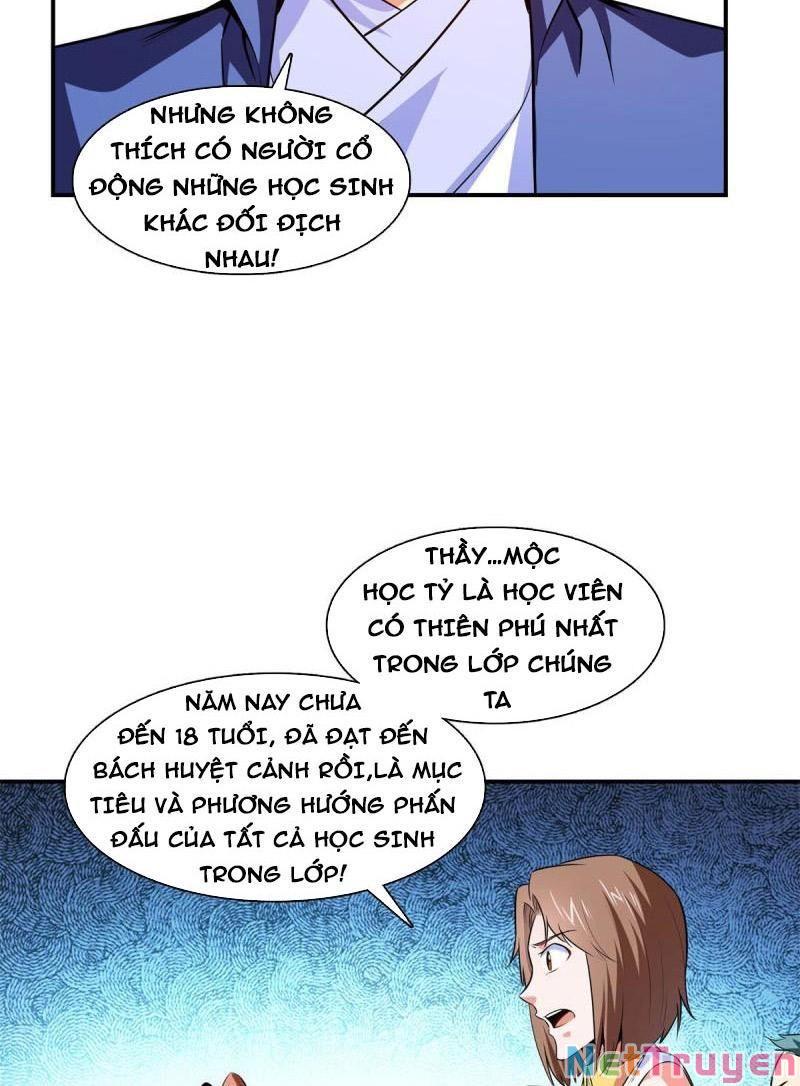 NHƯNG KHÔNG
THÍCH CÓ NGƯỜI CỔ
ĐỘNG NHỮNG HỌC SINH
KHÁC ĐỐI ĐỊCH
NHAU!
THẦY...MỘC
HỌC TỶ LÀ HỌC VIÊN
CÓ THIÊN PHÚ NHẤT
TRONG LỚP CHÚNG
TA
NĂM NAY CHƯA
ĐẾN 18 TUỔI, ĐÃ ĐẠT ĐẾN
BÁCH HUYỆT CẢNH RỒI,LÀ MỤC
TIÊU VÀ PHƯƠNG HƯỚNG PHẤN
ĐẤU CỦA TẤT CẢ HỌC SINH
TRONG LỚP!
NetTruyen